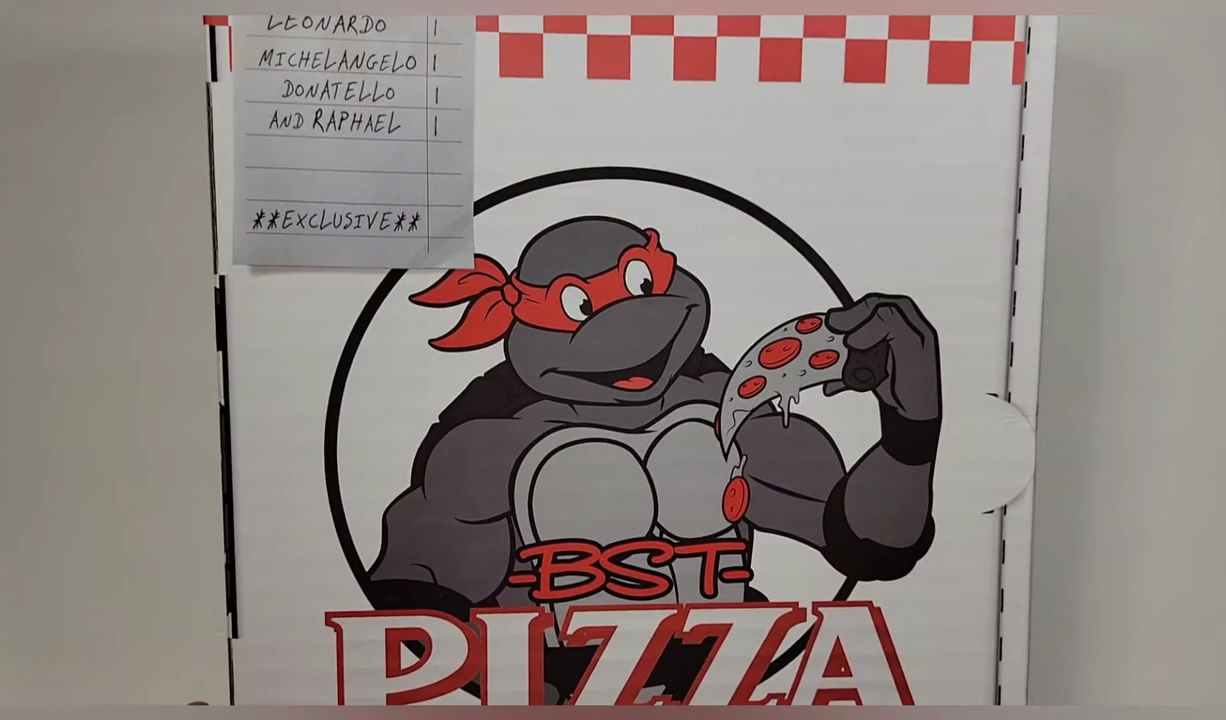 LEONARDO 1
MICHELANGELO 1
DONATELLO 1
AND RAPHAEL 1
**EXCLUSIVE**
-BST-
PIZZA